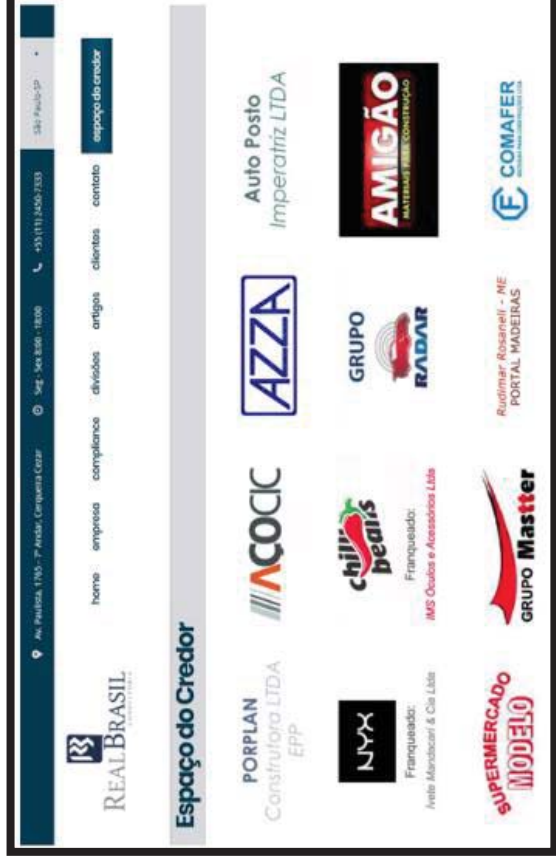 Av. Paulista, 1765 - 7º Andar, Cerqueira Cezar
Seg - Sex 8:00 - 18:00
+55 (11) 2450-7333
São Paulo-SP
REAL BRASIL
CONSULTORIA
home
empresa
compliance
divisões
artigos
clientes
contato
espaço do credor
Espaço do Credor
PORPLAN
Construtora LTDA
EPP
AÇOCIC
AZZA
Auto Posto
Imperatriz LTDA
NYX
Franqueado:
Ivete Mandacari & Cia Ltda
chilli
beans
Franqueado:
IMS Óculos e Acessórios Ltda
GRUPO
RADAR
AMIGÃO
MATERIAIS PARA CONSTRUÇÃO
SUPERMERCADO
MODELO
GRUPO Mastter
Rudimar Rosaneli - ME
PORTAL MADEIRAS
COMAFER